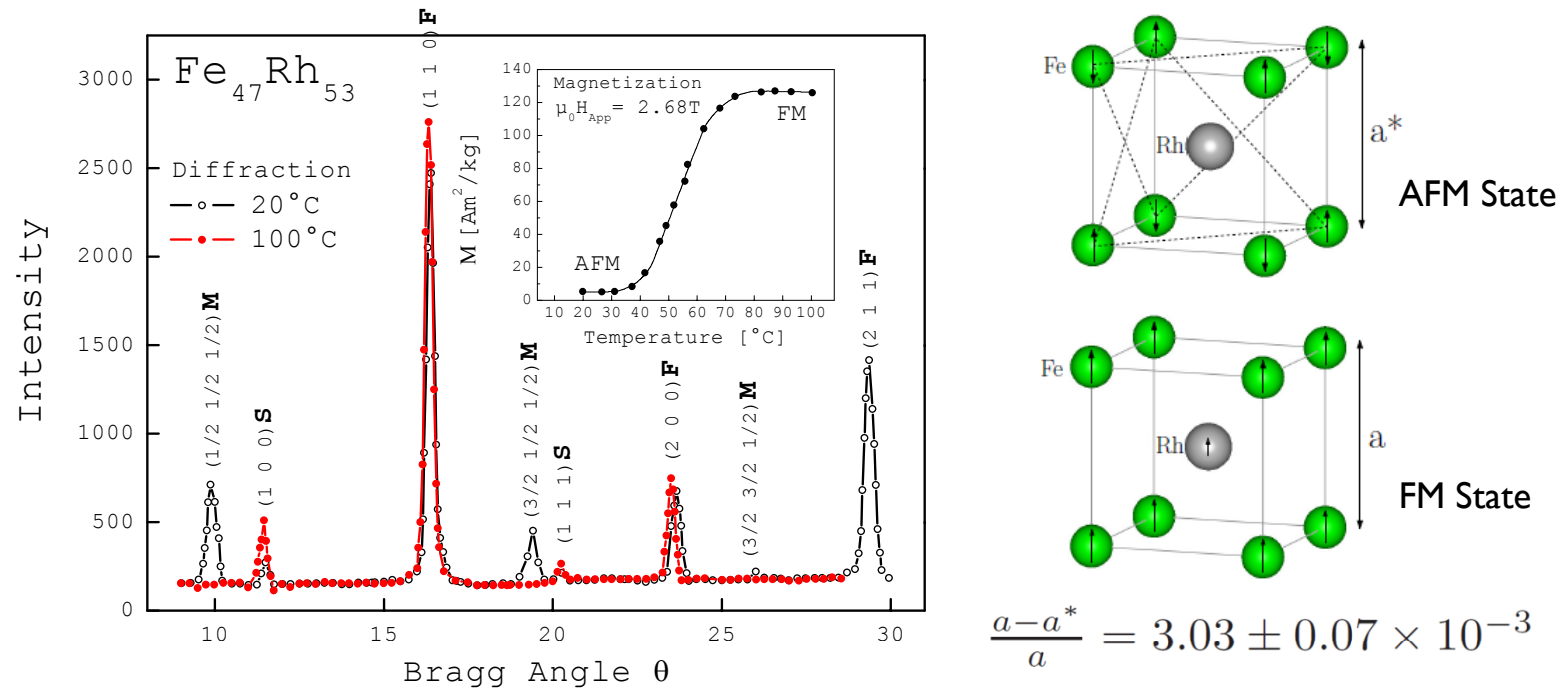 Fe₄₇Rh₅₃
Diffraction
20°C
100°C
Intensity
3000
2500
2000
1500
1000
500
0
10
15
20
25
30
Bragg Angle θ
(1/2 1/2 1/2)M
(1 0 0)S
(1 1 0)F
(3/2 1/2 1/2)M
(1 1 1)S
(2 0 0)F
(3/2 3/2 1/2)M
(2 1 1)F
Magnetization
μ₀H_App = 2.68T
AFM
FM
M [Am²/kg]
140
120
100
80
60
40
20
0
10 20 30 40 50 60 70 80 90 100
Temperature [°C]
Fe
Rh
a*
AFM State
Fe
Rh
a
FM State
(a−a*)/a = 3.03 ± 0.07 × 10⁻³